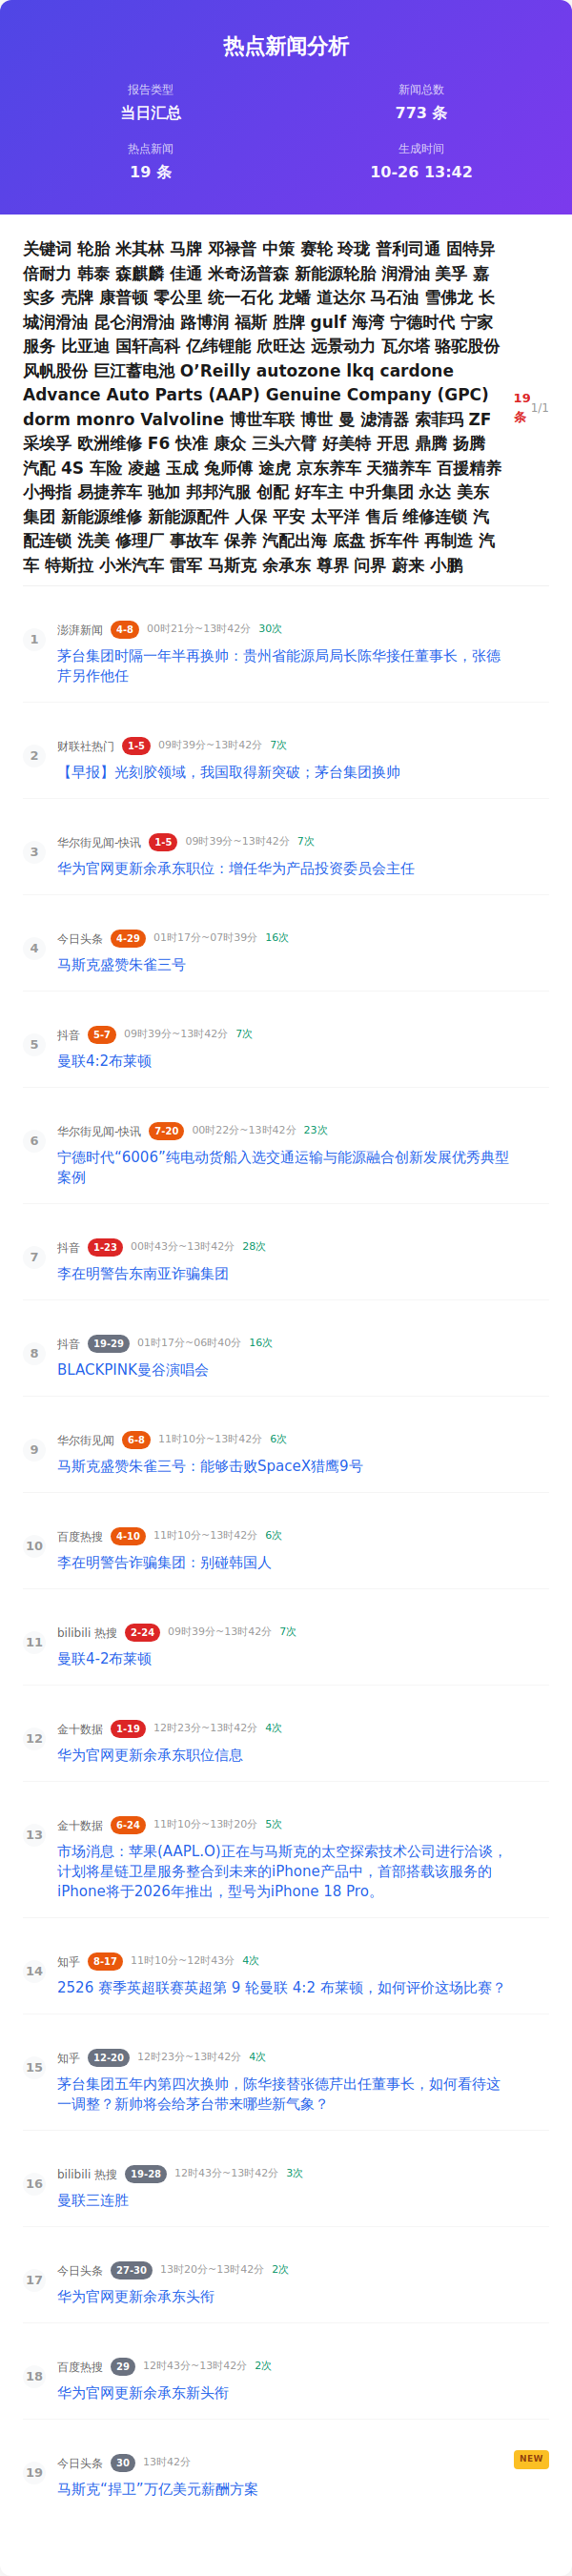 热点新闻分析
报告类型
新闻总数
当日汇总
773 条
热点新闻
生成时间
19 条
10-26 13:42
关键词 轮胎 米其林 马牌 邓禄普 中策 赛轮 玲珑 普利司通 固特异
倍耐力 韩泰 森麒麟 佳通 米奇汤普森 新能源轮胎 润滑油 美孚 嘉
实多 壳牌 康普顿 零公里 统一石化 龙蟠 道达尔 马石油 雪佛龙 长
城润滑油 昆仑润滑油 路博润 福斯 胜牌 gulf 海湾 宁德时代 宁家
服务 比亚迪 国轩高科 亿纬锂能 欣旺达 远景动力 瓦尔塔 骆驼股份
风帆股份 巨江蓄电池 O’Reilly autozone lkq cardone
Advance Auto Parts (AAP) Genuine Company (GPC)
dorm monro Valvoline 博世车联 博世 曼 滤清器 索菲玛 ZF
采埃孚 欧洲维修 F6 快准 康众 三头六臂 好美特 开思 鼎腾 扬腾
汽配 4S 车险 凌越 玉成 兔师傅 途虎 京东养车 天猫养车 百援精养
小拇指 易捷养车 驰加 邦邦汽服 创配 好车主 中升集团 永达 美东
集团 新能源维修 新能源配件 人保 平安 太平洋 售后 维修连锁 汽
配连锁 洗美 修理厂 事故车 保养 汽配出海 底盘 拆车件 再制造 汽
车 特斯拉 小米汽车 雷军 马斯克 余承东 尊界 问界 蔚来 小鹏
19
条 1/1
1 澎湃新闻 4-8 00时21分~13时42分 30次
茅台集团时隔一年半再换帅：贵州省能源局局长陈华接任董事长，张德
芹另作他任
2 财联社热门 1-5 09时39分~13时42分 7次
【早报】光刻胶领域，我国取得新突破；茅台集团换帅
3 华尔街见闻-快讯 1-5 09时39分~13时42分 7次
华为官网更新余承东职位：增任华为产品投资委员会主任
4 今日头条 4-29 01时17分~07时39分 16次
马斯克盛赞朱雀三号
5 抖音 5-7 09时39分~13时42分 7次
曼联4:2布莱顿
6 华尔街见闻-快讯 7-20 00时22分~13时42分 23次
宁德时代“6006”纯电动货船入选交通运输与能源融合创新发展优秀典型
案例
7 抖音 1-23 00时43分~13时42分 28次
李在明警告东南亚诈骗集团
8 抖音 19-29 01时17分~06时40分 16次
BLACKPINK曼谷演唱会
9 华尔街见闻 6-8 11时10分~13时42分 6次
马斯克盛赞朱雀三号：能够击败SpaceX猎鹰9号
10 百度热搜 4-10 11时10分~13时42分 6次
李在明警告诈骗集团：别碰韩国人
11 bilibili 热搜 2-24 09时39分~13时42分 7次
曼联4-2布莱顿
12 金十数据 1-19 12时23分~13时42分 4次
华为官网更新余承东职位信息
13 金十数据 6-24 11时10分~13时20分 5次
市场消息：苹果(AAPL.O)正在与马斯克的太空探索技术公司进行洽谈，
计划将星链卫星服务整合到未来的iPhone产品中，首部搭载该服务的
iPhone将于2026年推出，型号为iPhone 18 Pro。
14 知乎 8-17 11时10分~12时43分 4次
2526 赛季英超联赛英超第 9 轮曼联 4:2 布莱顿，如何评价这场比赛？
15 知乎 12-20 12时23分~13时42分 4次
茅台集团五年内第四次换帅，陈华接替张德芹出任董事长，如何看待这
一调整？新帅将会给茅台带来哪些新气象？
16 bilibili 热搜 19-28 12时43分~13时42分 3次
曼联三连胜
17 今日头条 27-30 13时20分~13时42分 2次
华为官网更新余承东头衔
18 百度热搜 29 12时43分~13时42分 2次
华为官网更新余承东新头衔
19 今日头条 30 13时42分 NEW
马斯克“捍卫”万亿美元薪酬方案